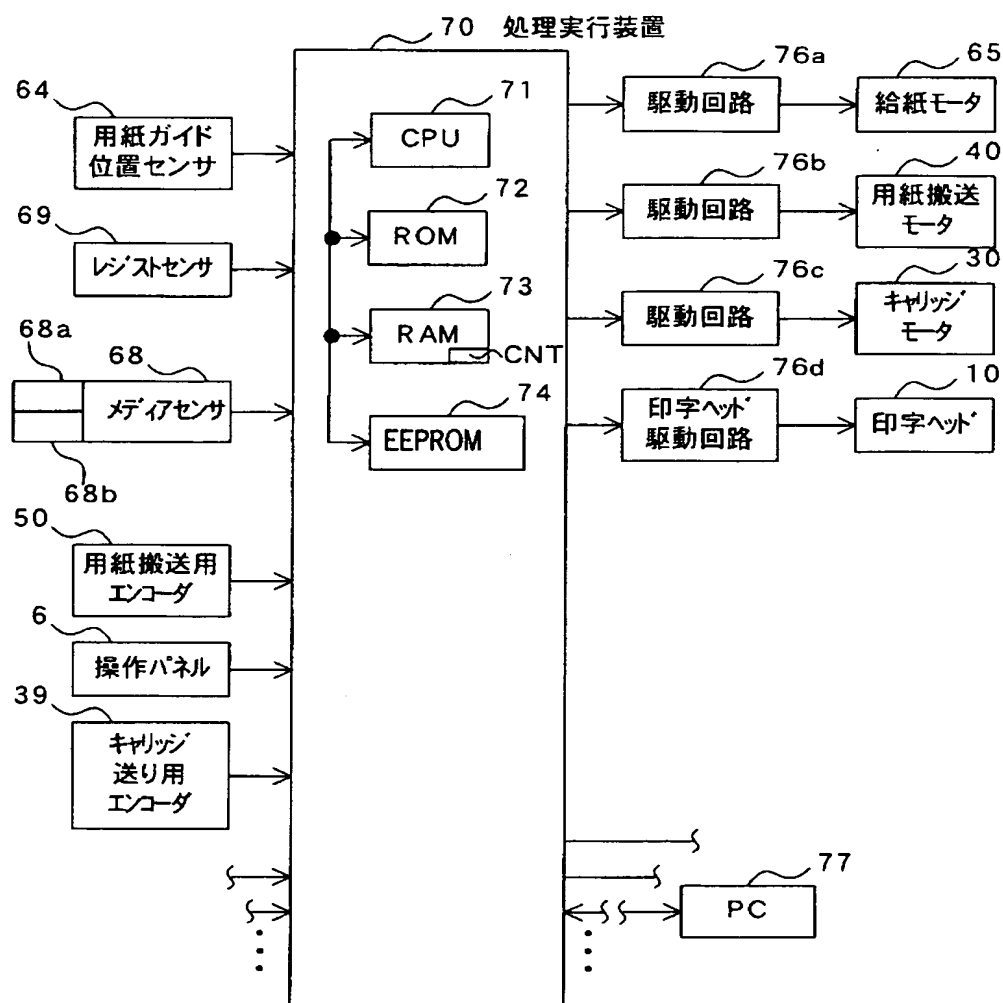 70 処理実行装置
64
用紙ガイド
位置センサ
69
レジストセンサ
68a
68
メディアセンサ
68b
50
用紙搬送用
エンコーダ
6
操作パネル
39
キャリッジ
送り用
エンコーダ
71
CPU
72
ROM
73
RAM
CNT
74
EEPROM
76a
駆動回路
65
給紙モータ
76b
駆動回路
40
用紙搬送
モータ
76c
駆動回路
30
キャリッジ
モータ
76d
印字ヘッド
駆動回路
10
印字ヘッド
77
PC